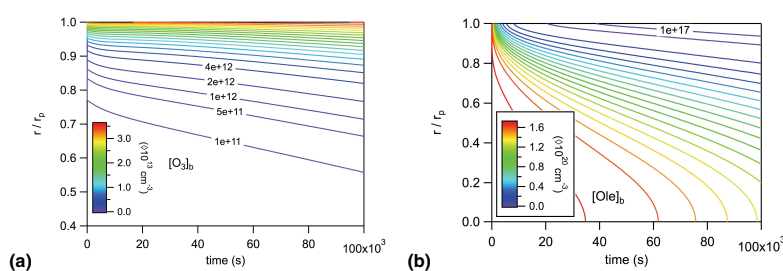 1.0
0.9
0.8
0.7
0.6
0.5
0.4
r / rp
4e+12
2e+12
1e+12
5e+11
1e+11
3.0
2.0
1.0
0.0
(◊10¹³ cm⁻³)
[O₃]b
0
20
40
60
80
100x10³
time (s)
(a)
1.0
0.8
0.6
0.4
0.2
0.0
r / rp
1e+17
1.6
1.2
0.8
0.4
0.0
(◊10²⁰ cm⁻³)
[Ole]b
0
20
40
60
80
100x10³
time (s)
(b)